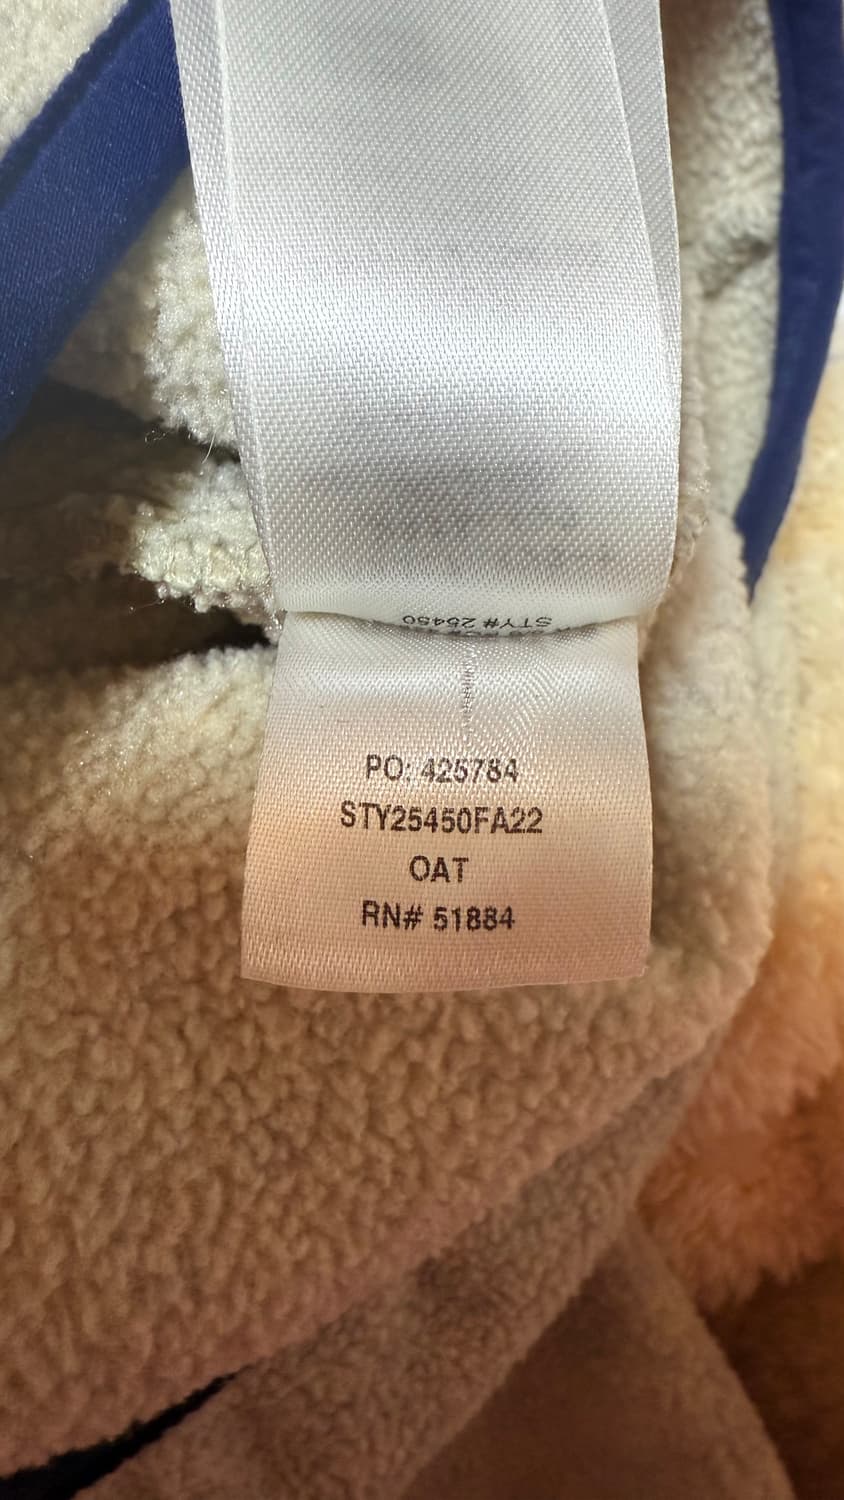 STY# 25450
PO: 425784
STY25450FA22
OAT
RN# 51884